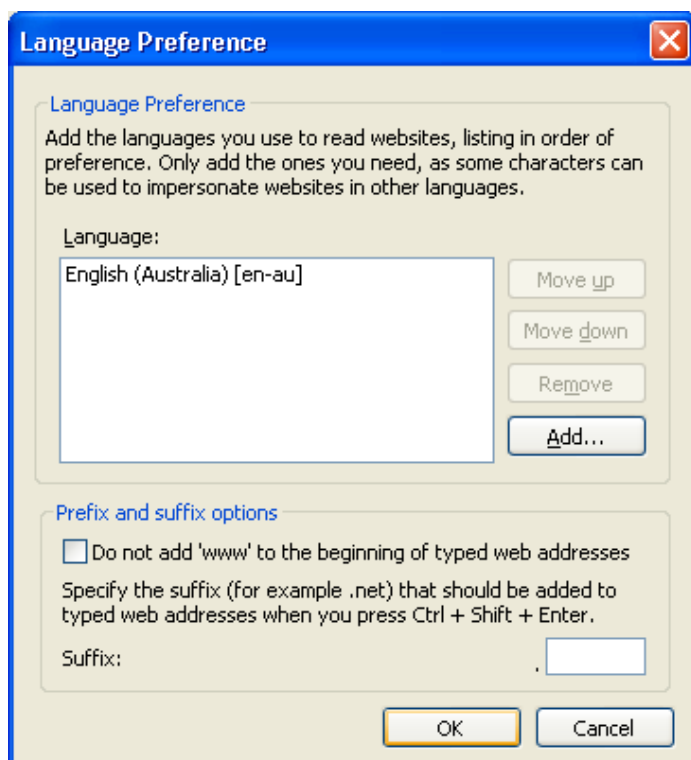 Language Preference
Language Preference
Add the languages you use to read websites, listing in order of
preference. Only add the ones you need, as some characters can
be used to impersonate websites in other languages.
Language:
English (Australia) [en-au]
Move up
Move down
Remove
Add...
Prefix and suffix options
Do not add 'www' to the beginning of typed web addresses
Specify the suffix (for example .net) that should be added to
typed web addresses when you press Ctrl + Shift + Enter.
Suffix: .
OK Cancel